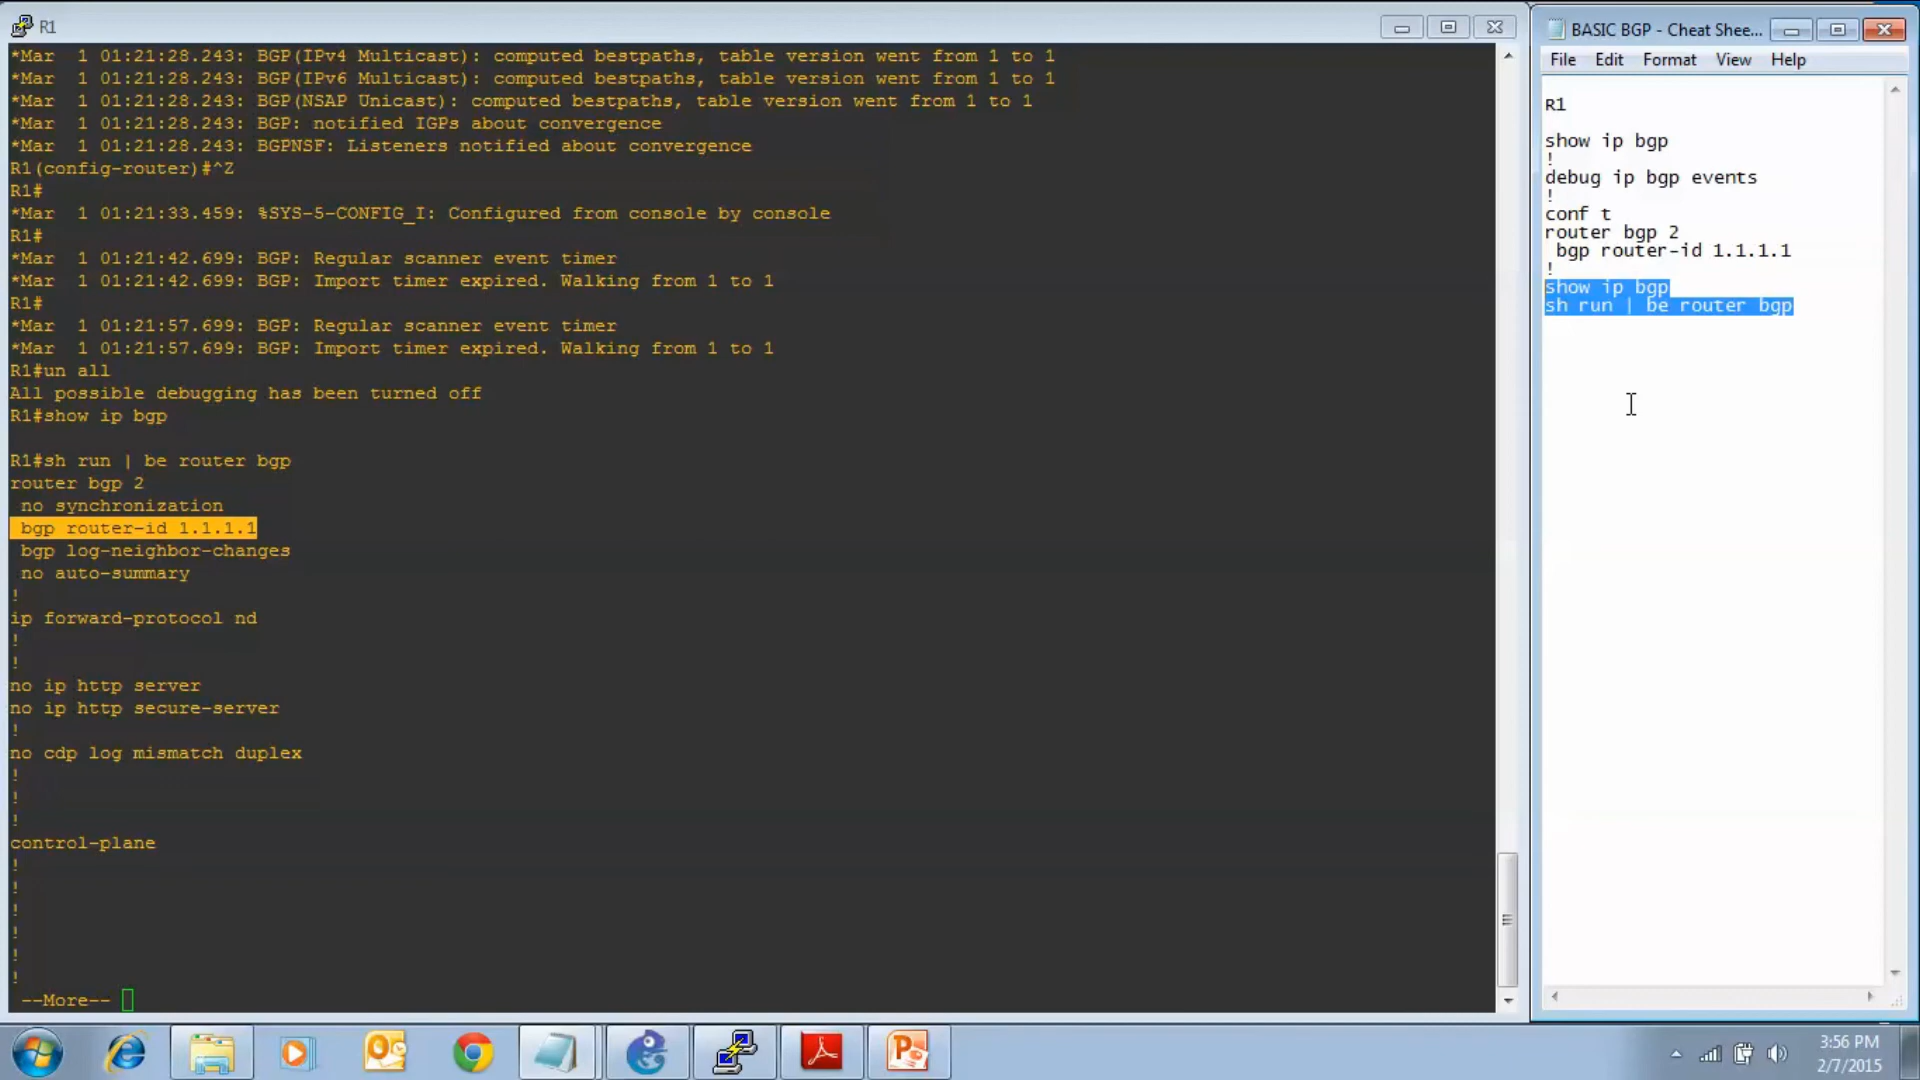 R1
*Mar  1 01:21:28.243: BGP(IPv4 Multicast): computed bestpaths, table version went from 1 to 1
*Mar  1 01:21:28.243: BGP(IPv6 Multicast): computed bestpaths, table version went from 1 to 1
*Mar  1 01:21:28.243: BGP(NSAP Unicast): computed bestpaths, table version went from 1 to 1
*Mar  1 01:21:28.243: BGP: notified IGPs about convergence
*Mar  1 01:21:28.243: BGPNSF: Listeners notified about convergence
R1(config-router)#^Z
R1#
*Mar  1 01:21:33.459: %SYS-5-CONFIG_I: Configured from console by console
R1#
*Mar  1 01:21:42.699: BGP: Regular scanner event timer
*Mar  1 01:21:42.699: BGP: Import timer expired. Walking from 1 to 1
R1#
*Mar  1 01:21:57.699: BGP: Regular scanner event timer
*Mar  1 01:21:57.699: BGP: Import timer expired. Walking from 1 to 1
R1#un all
All possible debugging has been turned off
R1#show ip bgp
R1#sh run | be router bgp
router bgp 2
 no synchronization
 bgp router-id 1.1.1.1
 bgp log-neighbor-changes
 no auto-summary
!
ip forward-protocol nd
!
!
no ip http server
no ip http secure-server
!
no cdp log mismatch duplex
!
!
!
control-plane
!
!
!
!
!
!
 --More--
BASIC BGP - Cheat Shee...
File Edit Format View Help
R1
show ip bgp
!
debug ip bgp events
!
conf t
router bgp 2
 bgp router-id 1.1.1.1
!
show ip bgp
sh run | be router bgp
3:56 PM
2/7/2015